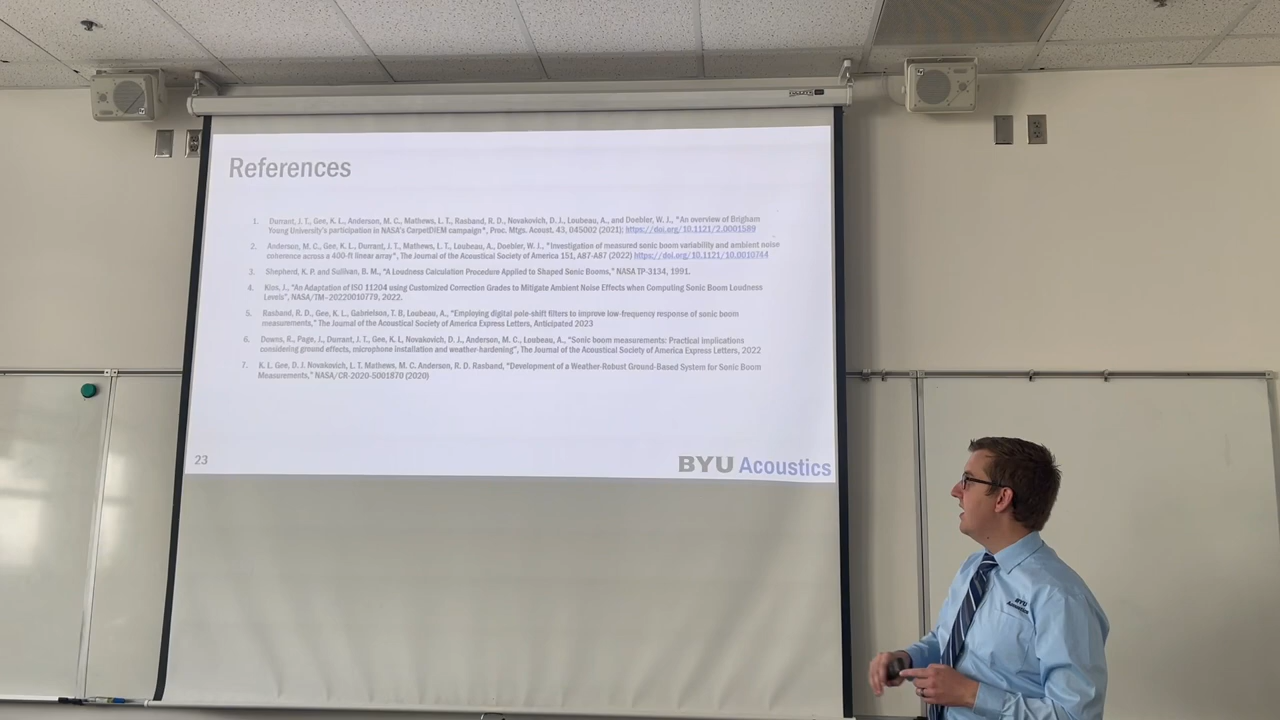 References
1. Durrant, J. T., Gee, K. L., Anderson, M. C., Mathews, L. T., Rasband, R. D., Novakovich, D. J., Loubeau, A., and Doebler, W. J., "An overview of Brigham
Young University's participation in NASA's CarpetDIEM campaign", Proc. Mtgs. Acoust. 43, 045002 (2021); https://doi.org/10.1121/2.0001589
2. Anderson, M. C., Gee, K. L., Durrant, J. T., Mathews, L. T., Loubeau, A., Doebler, W. J., "Investigation of measured sonic boom variability and ambient noise
coherence across a 400-ft linear array", The Journal of the Acoustical Society of America 151, A87-A87 (2022) https://doi.org/10.1121/10.0010744
3. Shepherd, K. P. and Sullivan, B. M., "A Loudness Calculation Procedure Applied to Shaped Sonic Booms," NASA TP-3134, 1991.
4. Klos, J., "An Adaptation of ISO 11204 using Customized Correction Grades to Mitigate Ambient Noise Effects when Computing Sonic Boom Loudness
Levels", NASA/TM-20220010779, 2022.
5. Rasband, R. D., Gee, K. L., Gabrielson, T. B, Loubeau, A., "Employing digital pole-shift filters to improve low-frequency response of sonic boom
measurements," The Journal of the Acoustical Society of America Express Letters, Anticipated 2023
6. Downs, R., Page, J., Durrant, J. T., Gee, K. L, Novakovich, D. J., Anderson, M. C., Loubeau, A., "Sonic boom measurements: Practical implications
considering ground effects, microphone installation and weather-hardening", The Journal of the Acoustical Society of America Express Letters, 2022
7. K. L. Gee, D. J. Novakovich, L. T. Mathews, M. C. Anderson, R. D. Rasband, "Development of a Weather-Robust Ground-Based System for Sonic Boom
Measurements," NASA/CR-2020-5001870 (2020)
23
BYU Acoustics
BYU
Acoustics